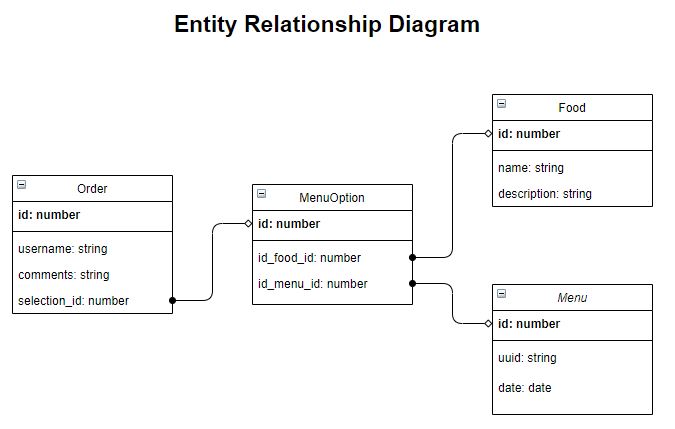 Entity Relationship Diagram
Order
id: number
username: string
comments: string
selection_id: number
MenuOption
id: number
id_food_id: number
id_menu_id: number
Food
id: number
name: string
description: string
Menu
id: number
uuid: string
date: date